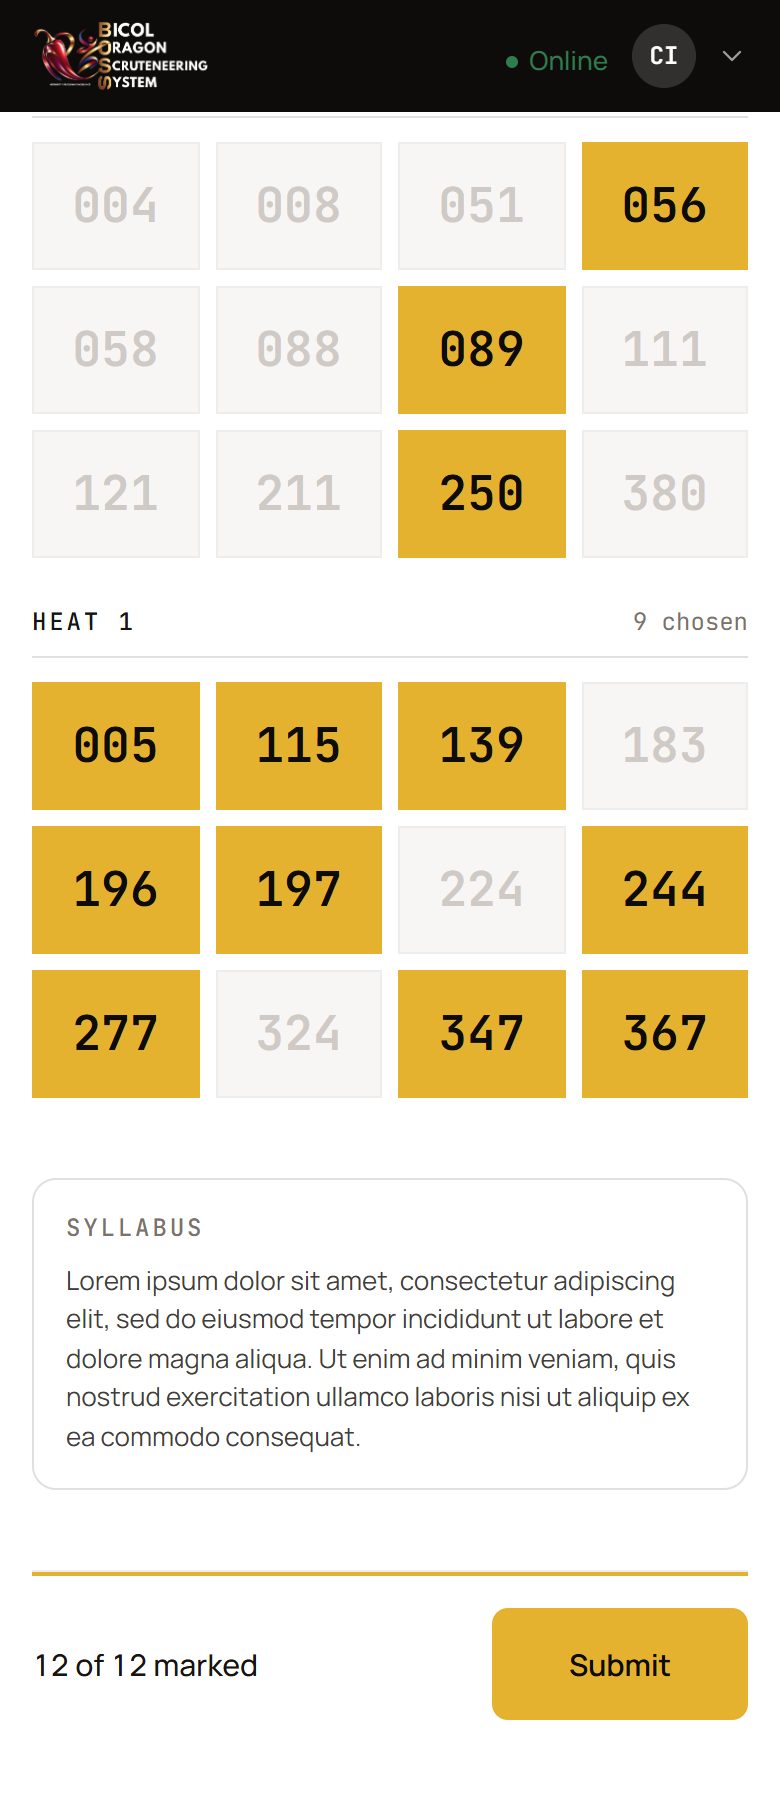 BICOL
DRAGON
SCRUTENEERING
SYSTEM
Online
CI
004 008 051 056
058 088 089 111
121 211 250 380
HEAT 1 9 chosen
005 115 139 183
196 197 224 244
277 324 347 367
SYLLABUS
Lorem ipsum dolor sit amet, consectetur adipiscing
elit, sed do eiusmod tempor incididunt ut labore et
dolore magna aliqua. Ut enim ad minim veniam, quis
nostrud exercitation ullamco laboris nisi ut aliquip ex
ea commodo consequat.
12 of 12 marked
Submit